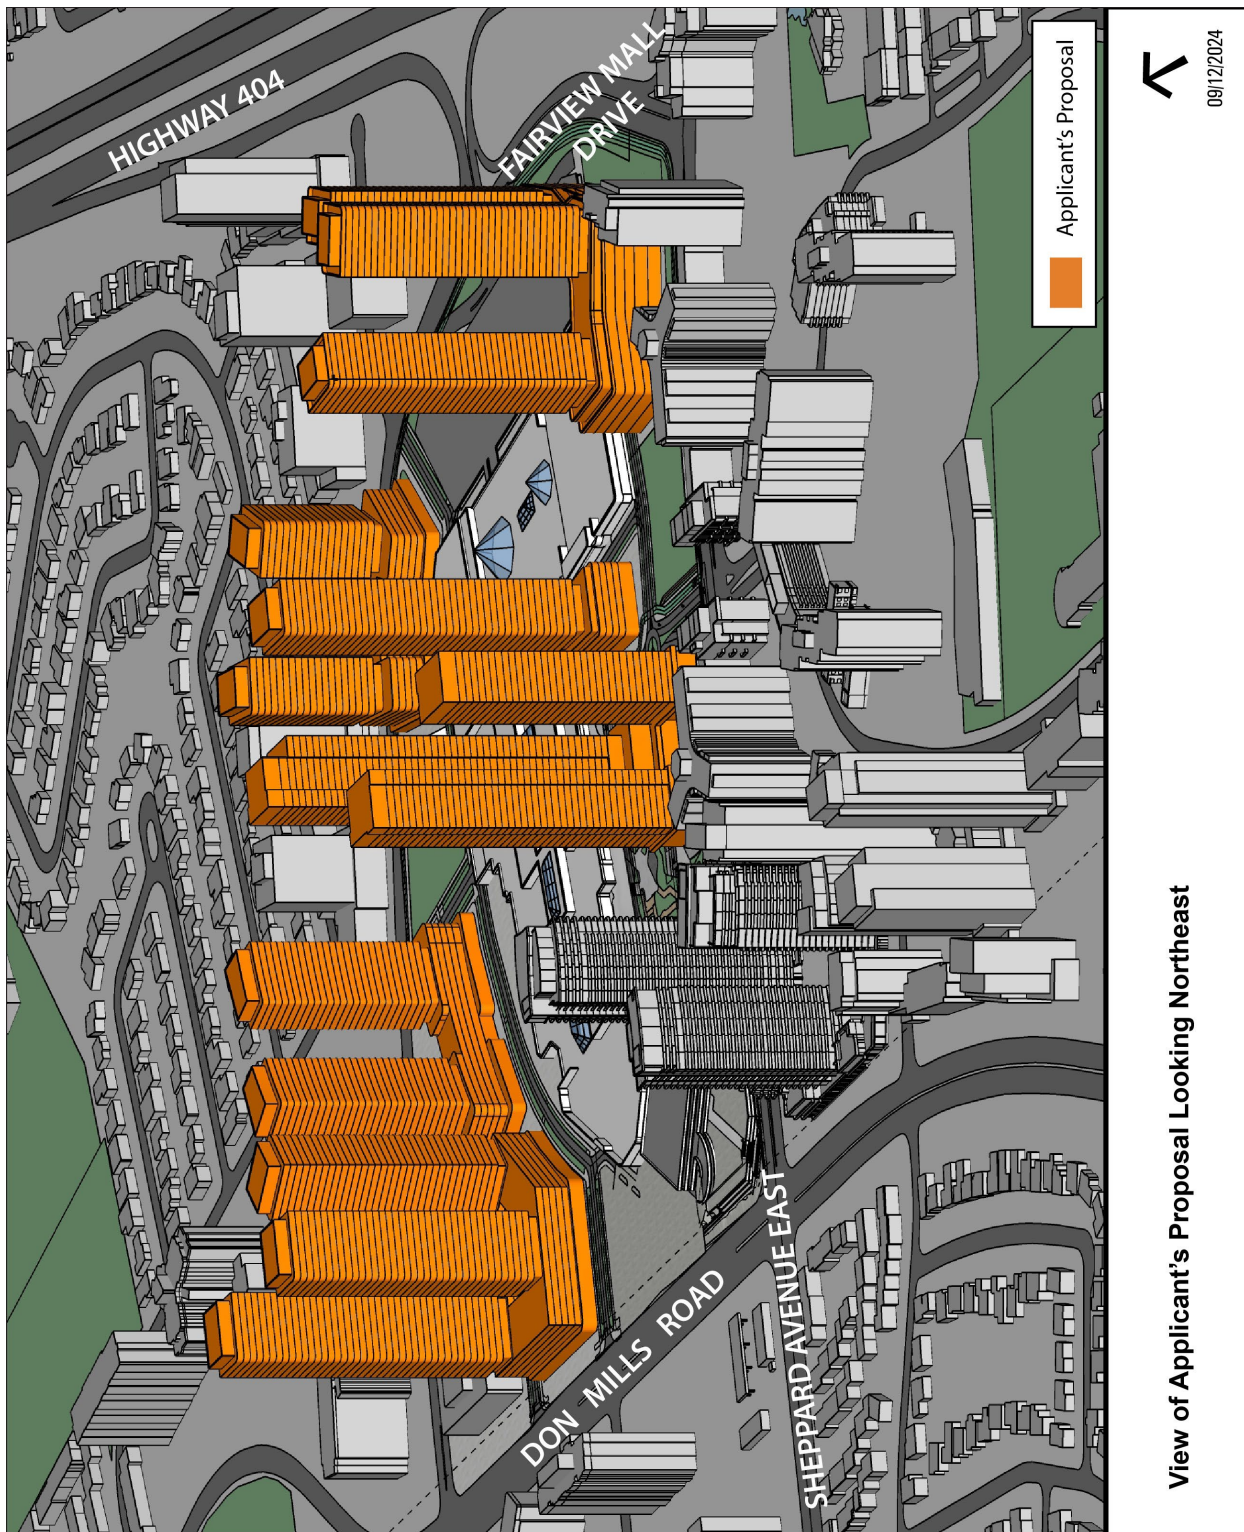 HIGHWAY 404
FAIRVIEW MALL
DRIVE
DON MILLS ROAD
SHEPPARD AVENUE EAST
Applicant's Proposal
View of Applicant's Proposal Looking Northeast
09/12/2024